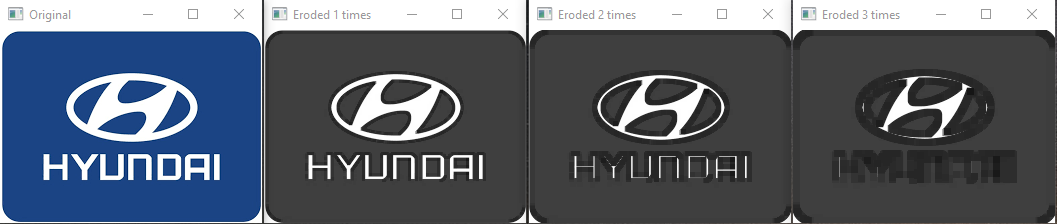 Original
Eroded 1 times
Eroded 2 times
Eroded 3 times
HYUNDAI
HYUNDAI
HYUNDAI